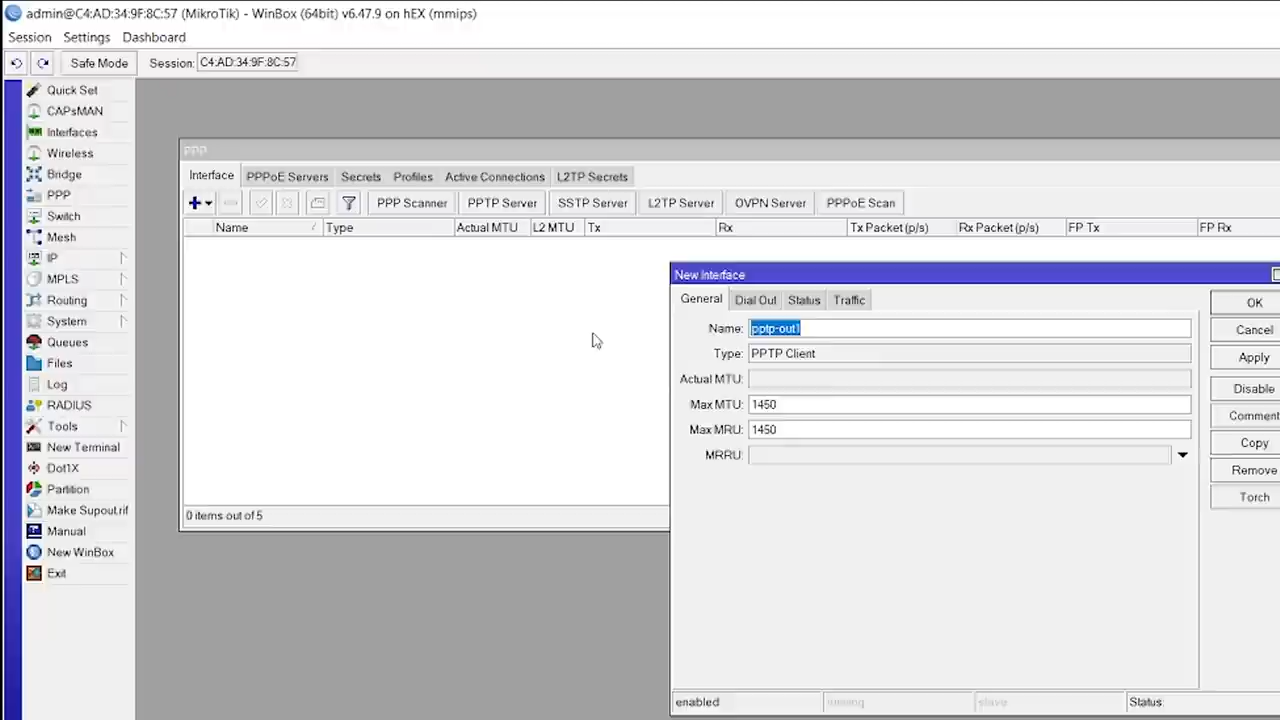 admin@C4:AD:34:9F:8C:57 (MikroTik) - WinBox (64bit) v6.47.9 on hEX (mmips)
Session Settings Dashboard
Safe Mode Session: C4:AD:34:9F:8C:57
Quick Set
CAPsMAN
Interfaces
Wireless
Bridge
PPP
Switch
Mesh
IP
MPLS
Routing
System
Queues
Files
Log
RADIUS
Tools
New Terminal
Dot1X
Partition
Make Supout.rif
Manual
New WinBox
Exit
PPP
Interface PPPoE Servers Secrets Profiles Active Connections L2TP Secrets
PPP Scanner PPTP Server SSTP Server L2TP Server OVPN Server PPPoE Scan
Name Type Actual MTU L2 MTU Tx Rx Tx Packet (p/s) Rx Packet (p/s) FP Tx FP Rx
0 items out of 5
New Interface
General Dial Out Status Traffic
Name: pptp-out1
Type: PPTP Client
Actual MTU:
Max MTU: 1450
Max MRU: 1450
MRRU:
OK
Cancel
Apply
Disable
Comment
Copy
Remove
Torch
enabled running slave Status: